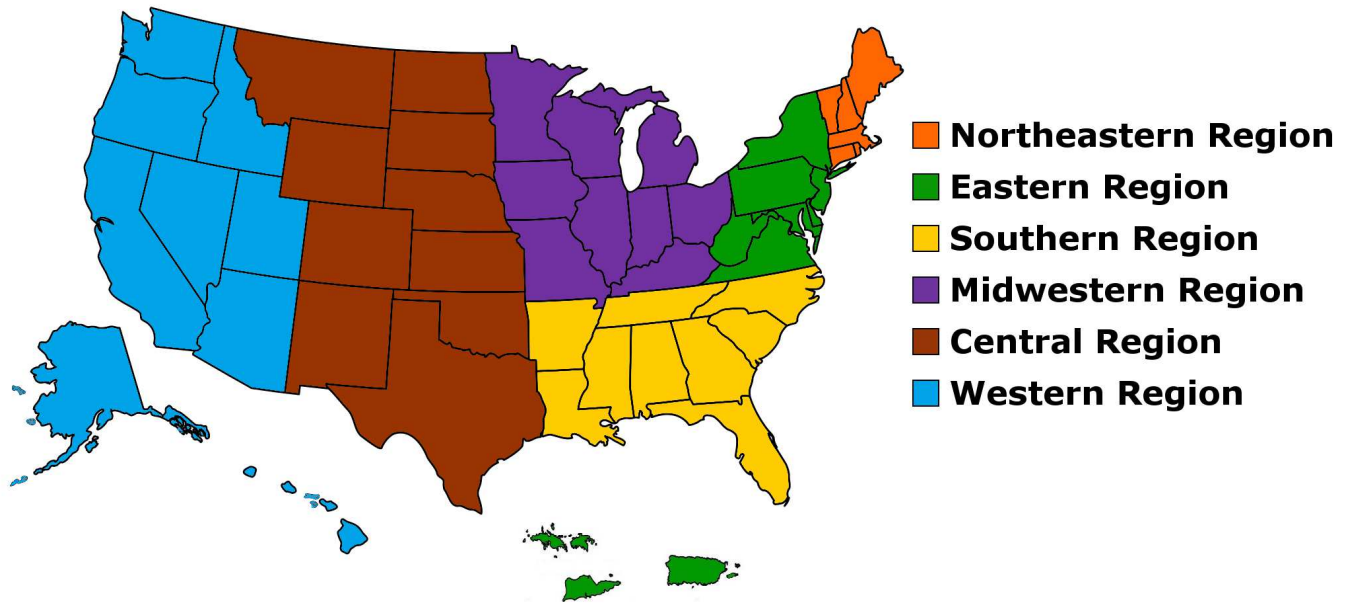 Northeastern Region
Eastern Region
Southern Region
Midwestern Region
Central Region
Western Region